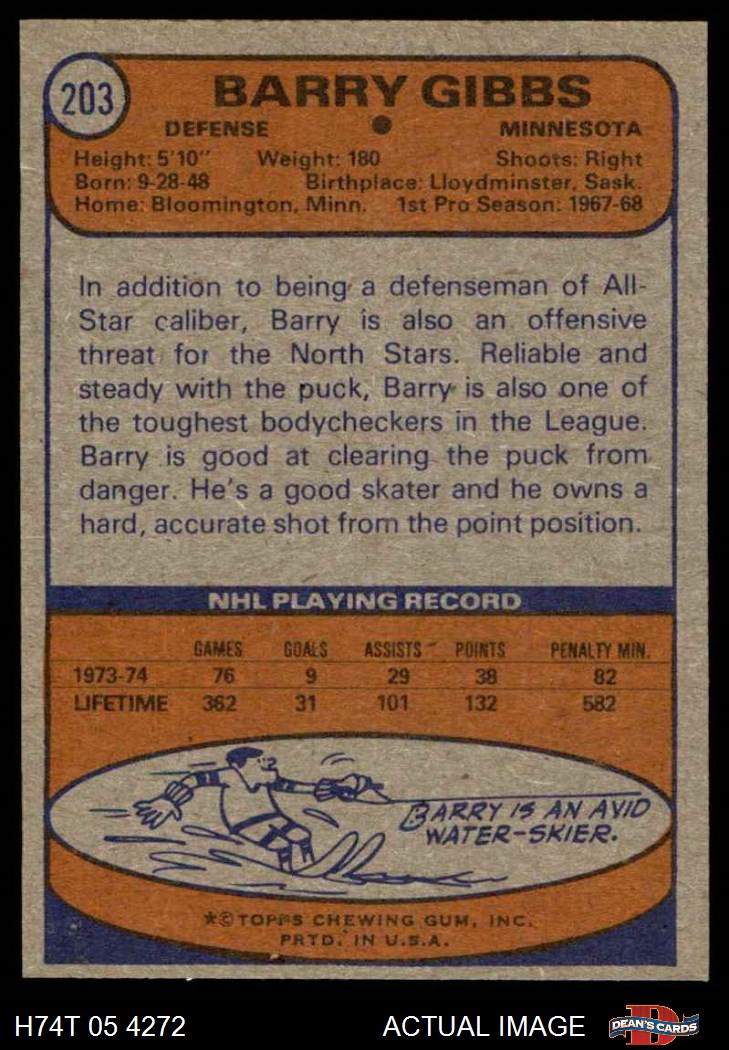 203
BARRY GIBBS
DEFENSE ● MINNESOTA
Height: 5'10" Weight: 180 Shoots: Right
Born: 9-28-48 Birthplace: Lloydminster, Sask.
Home: Bloomington, Minn. 1st Pro Season: 1967-68
In addition to being a defenseman of All-
Star caliber, Barry is also an offensive
threat for the North Stars. Reliable and
steady with the puck, Barry is also one of
the toughest bodycheckers in the League.
Barry is good at clearing the puck from
danger. He's a good skater and he owns a
hard, accurate shot from the point position.
NHL PLAYING RECORD
GAMES GOALS ASSISTS POINTS PENALTY MIN.
1973-74 76 9 29 38 82
LIFETIME 362 31 101 132 582
BARRY IS AN AVID
WATER-SKIER.
*©TOPPS CHEWING GUM, INC.
PRTD. IN U.S.A.
H74T 05 4272 ACTUAL IMAGE D DEAN'S CARDS